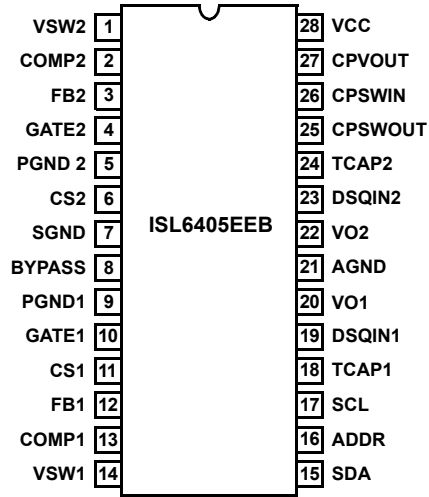 VSW2 1 28 VCC
COMP2 2 27 CPVOUT
FB2 3 26 CPSWIN
GATE2 4 25 CPSWOUT
PGND 2 5 24 TCAP2
CS2 6 23 DSQIN2
SGND 7 ISL6405EEB 22 VO2
BYPASS 8 21 AGND
PGND1 9 20 VO1
GATE1 10 19 DSQIN1
CS1 11 18 TCAP1
FB1 12 17 SCL
COMP1 13 16 ADDR
VSW1 14 15 SDA